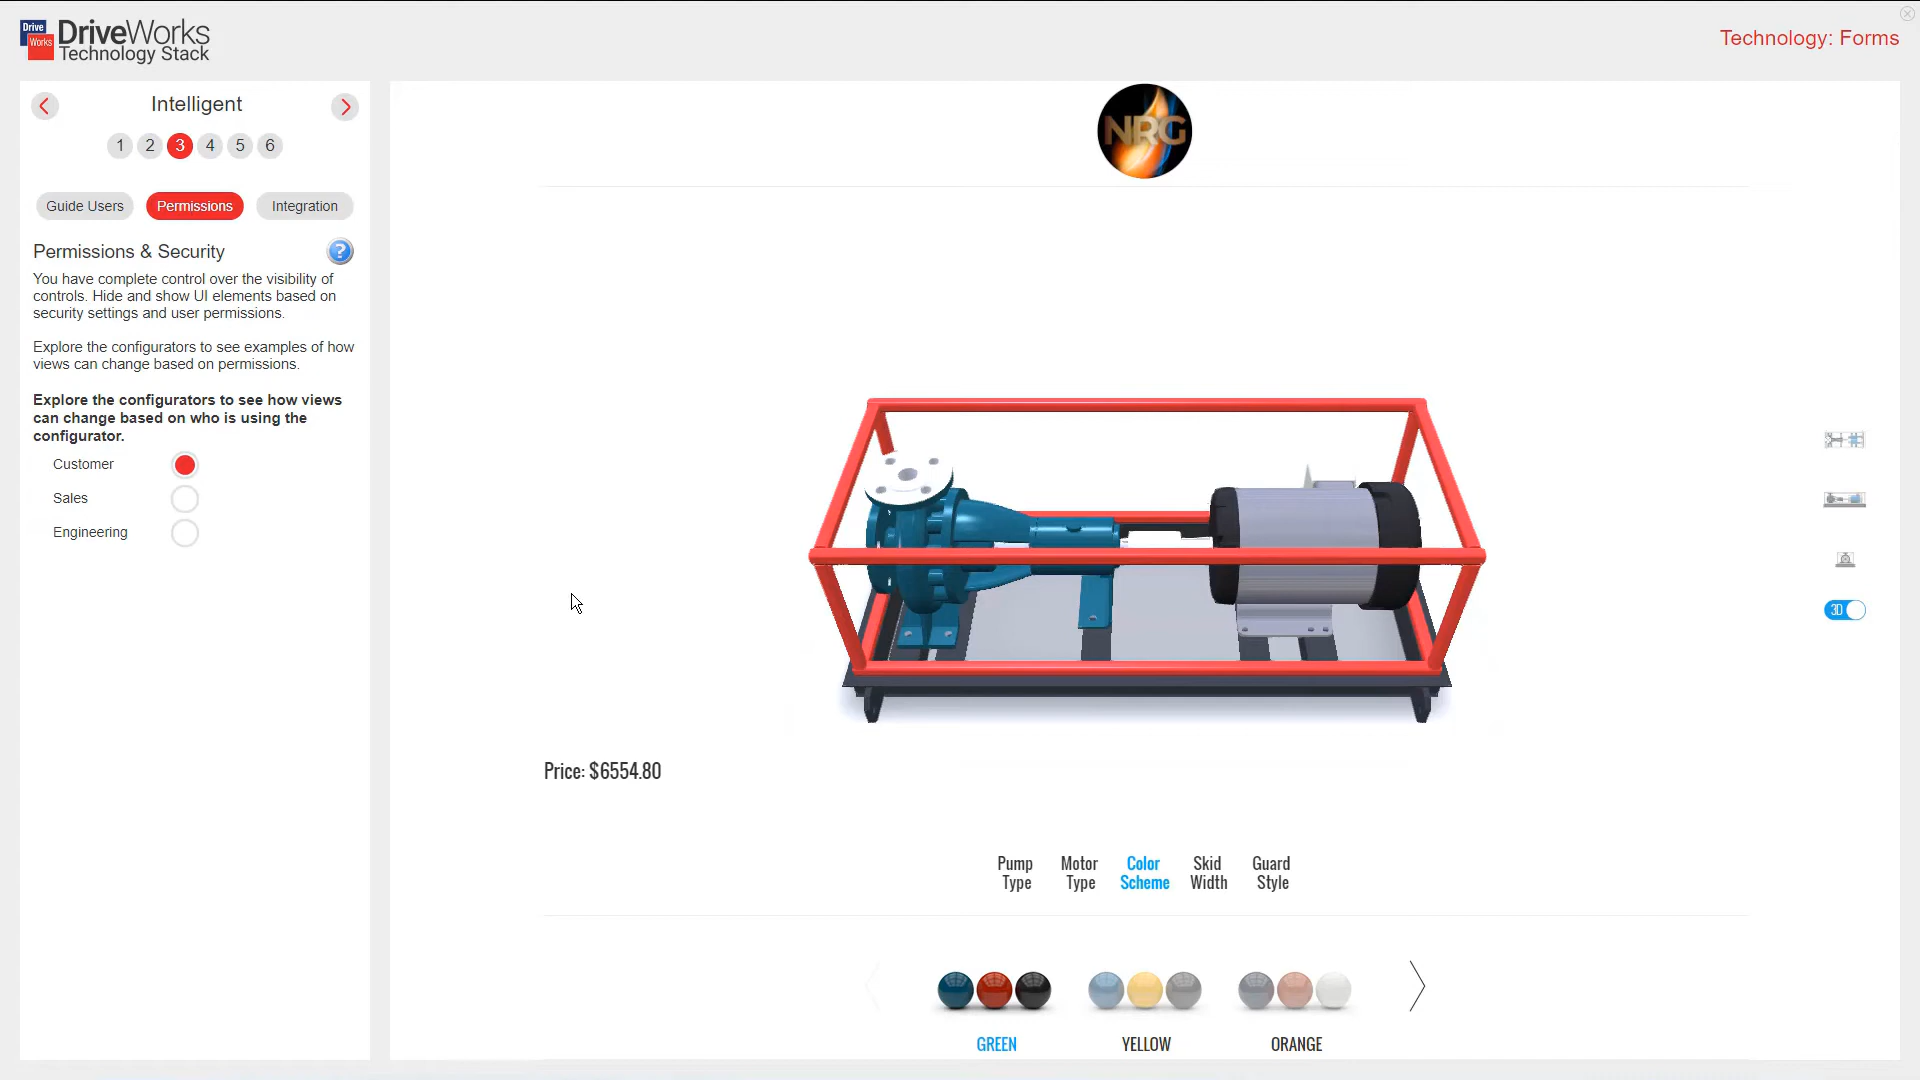 Drive
Works
DriveWorks
Technology Stack
Technology: Forms
Intelligent
1 2 3 4 5 6
Guide Users Permissions Integration
Permissions & Security
?
You have complete control over the visibility of
controls. Hide and show UI elements based on
security settings and user permissions.
Explore the configurators to see examples of how
views can change based on permissions.
Explore the configurators to see how views
can change based on who is using the
configurator.
Customer
Sales
Engineering
NRG
3D
Price: $6554.80
Pump
Type
Motor
Type
Color
Scheme
Skid
Width
Guard
Style
GREEN
YELLOW
ORANGE